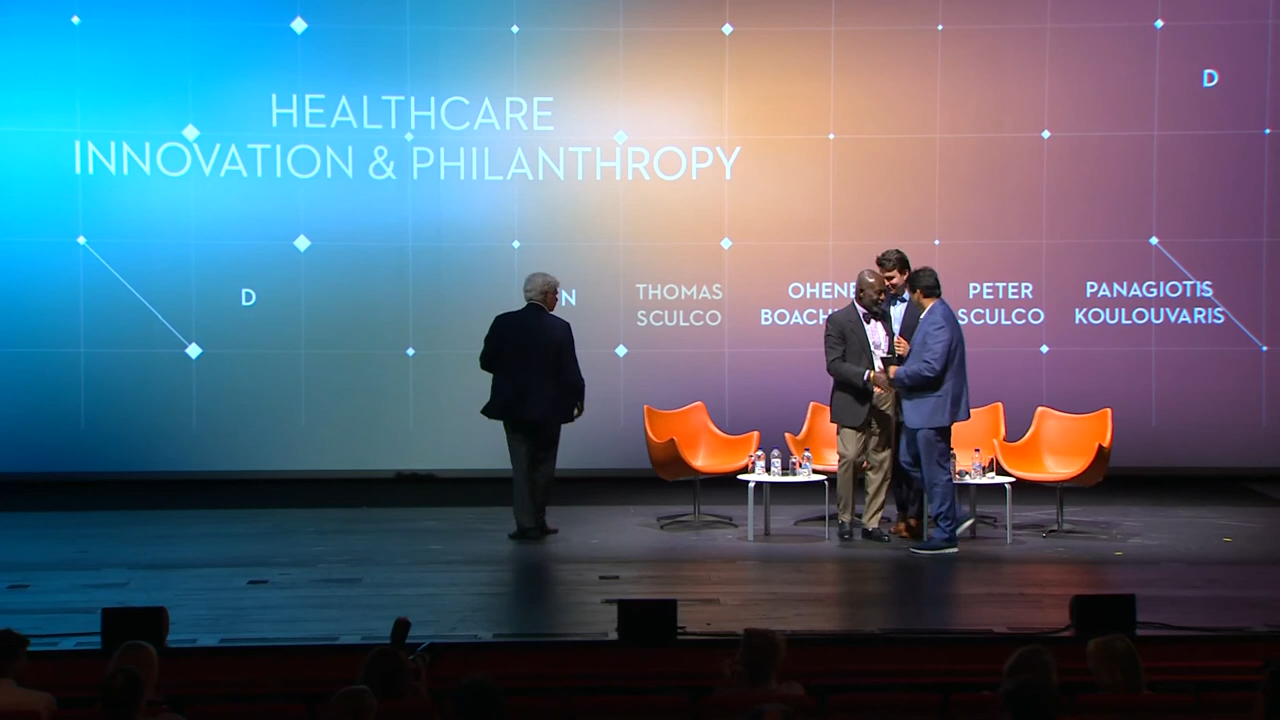 HEALTHCARE
INNOVATION & PHILANTHROPY
D
D
THOMAS
SCULCO
PETER
SCULCO
PANAGIOTIS
KOULOUVARIS